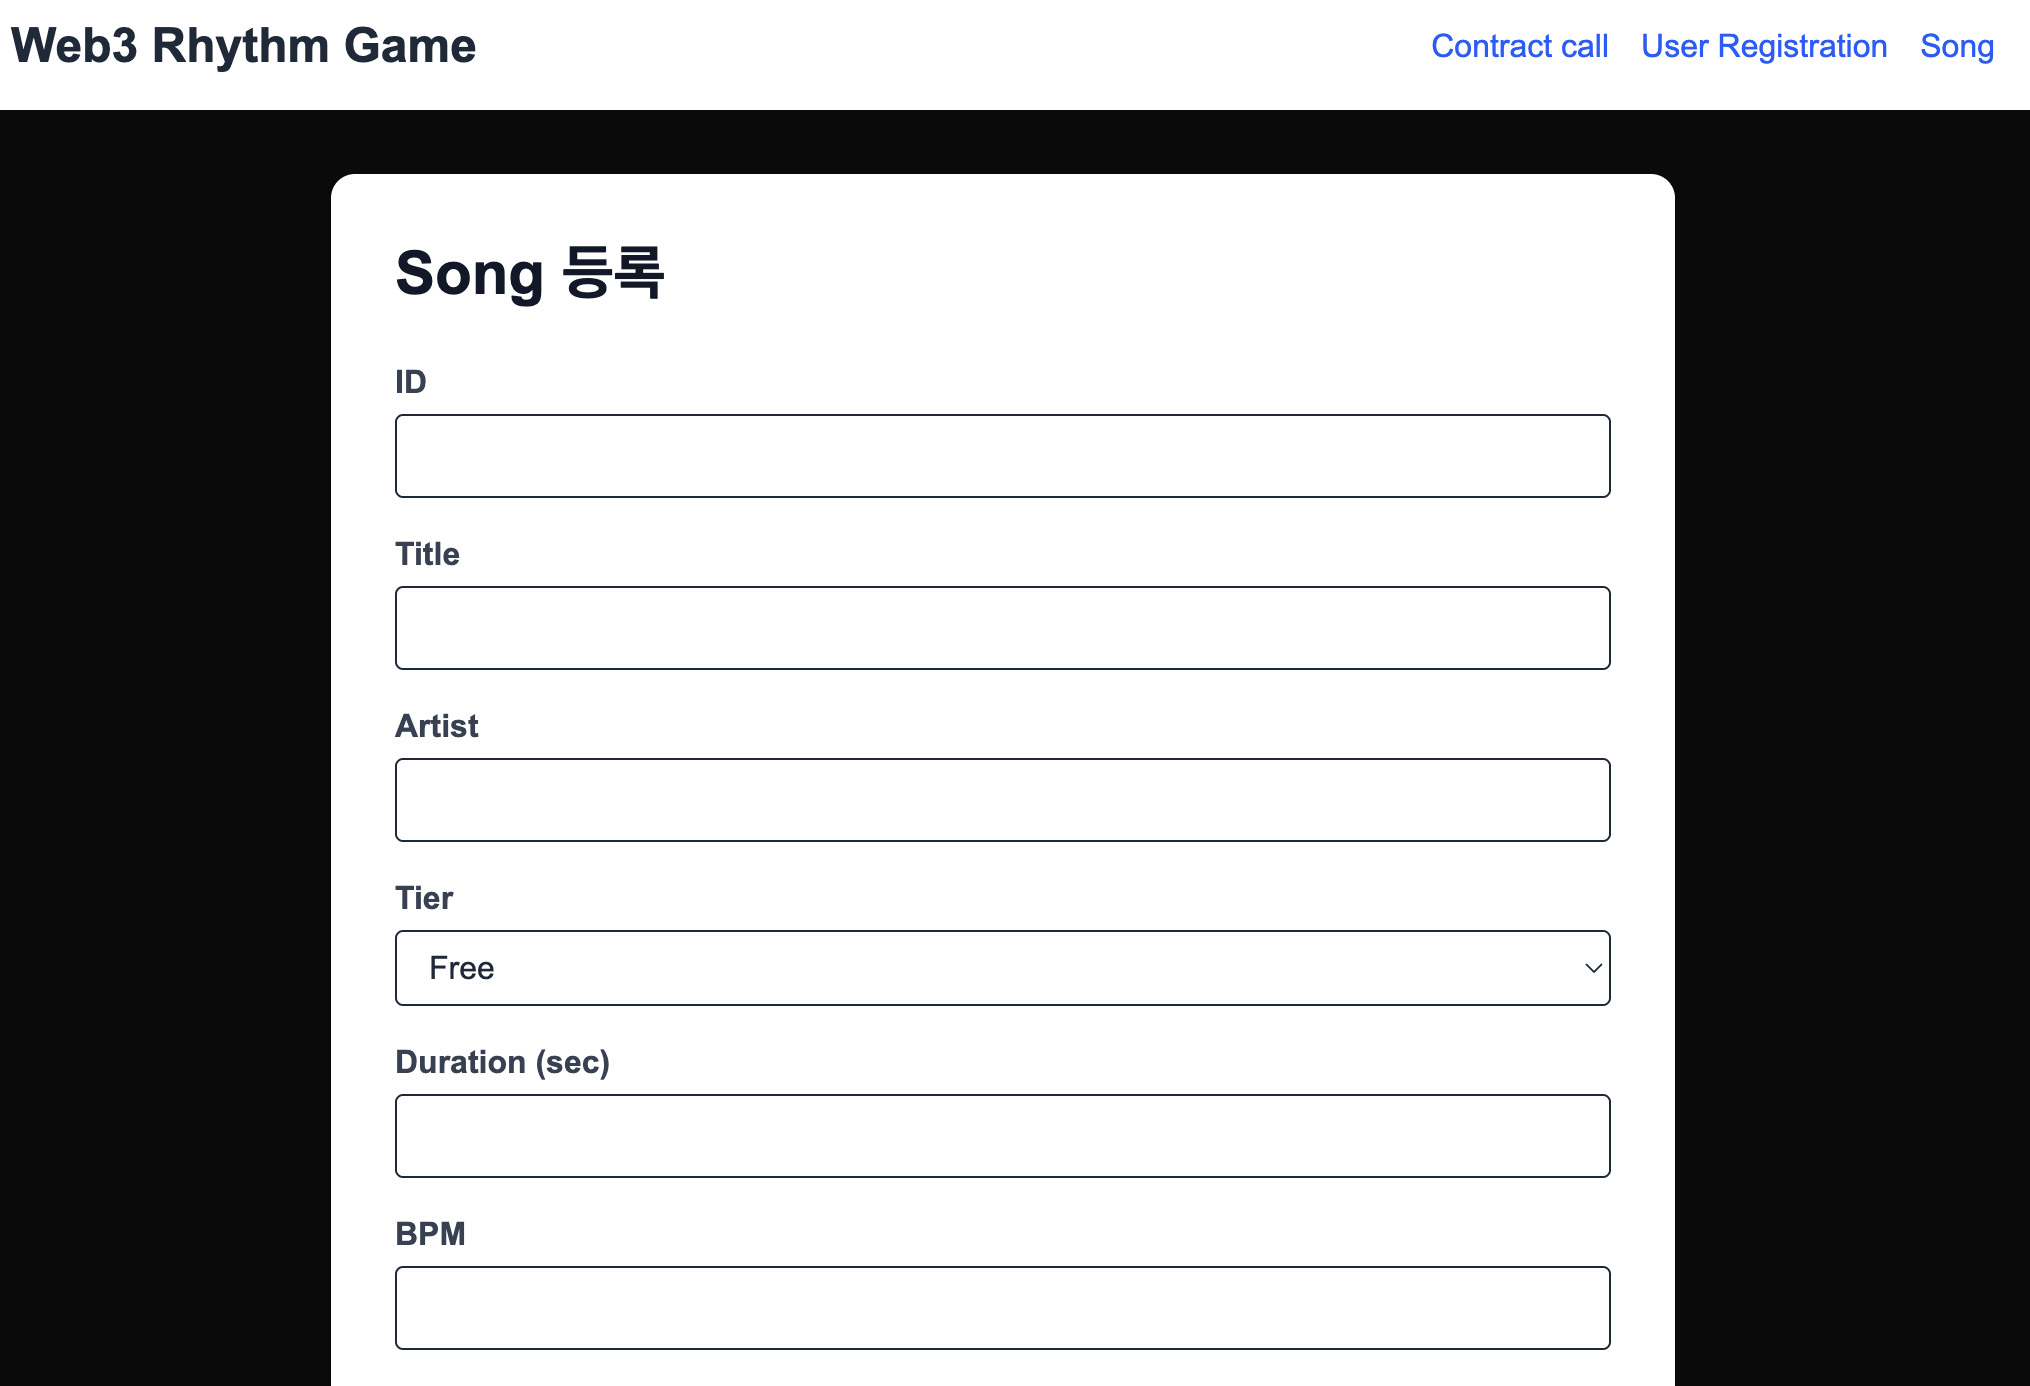 Web3 Rhythm Game
Contract call User Registration Song
Song 등록
ID
Title
Artist
Tier
Free
Duration (sec)
BPM